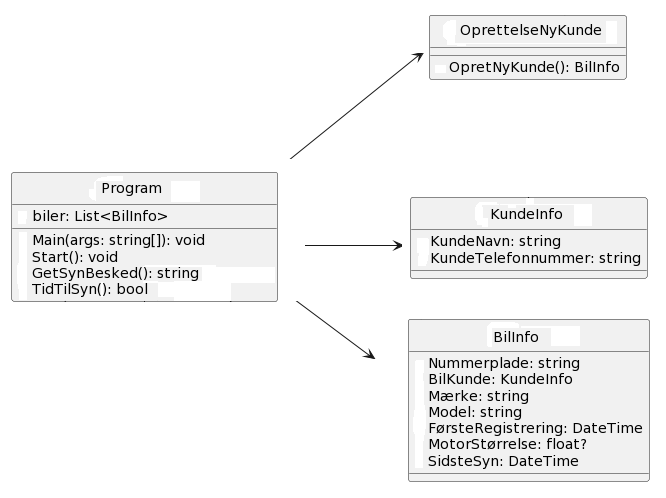 OprettelseNyKunde
OpretNyKunde(): BilInfo
Program
biler: List<BilInfo>
Main(args: string[]): void
Start(): void
GetSynBesked(): string
TidTilSyn(): bool
KundeInfo
KundeNavn: string
KundeTelefonnummer: string
BilInfo
Nummerplade: string
BilKunde: KundeInfo
Mærke: string
Model: string
FørsteRegistrering: DateTime
MotorStørrelse: float?
SidsteSyn: DateTime